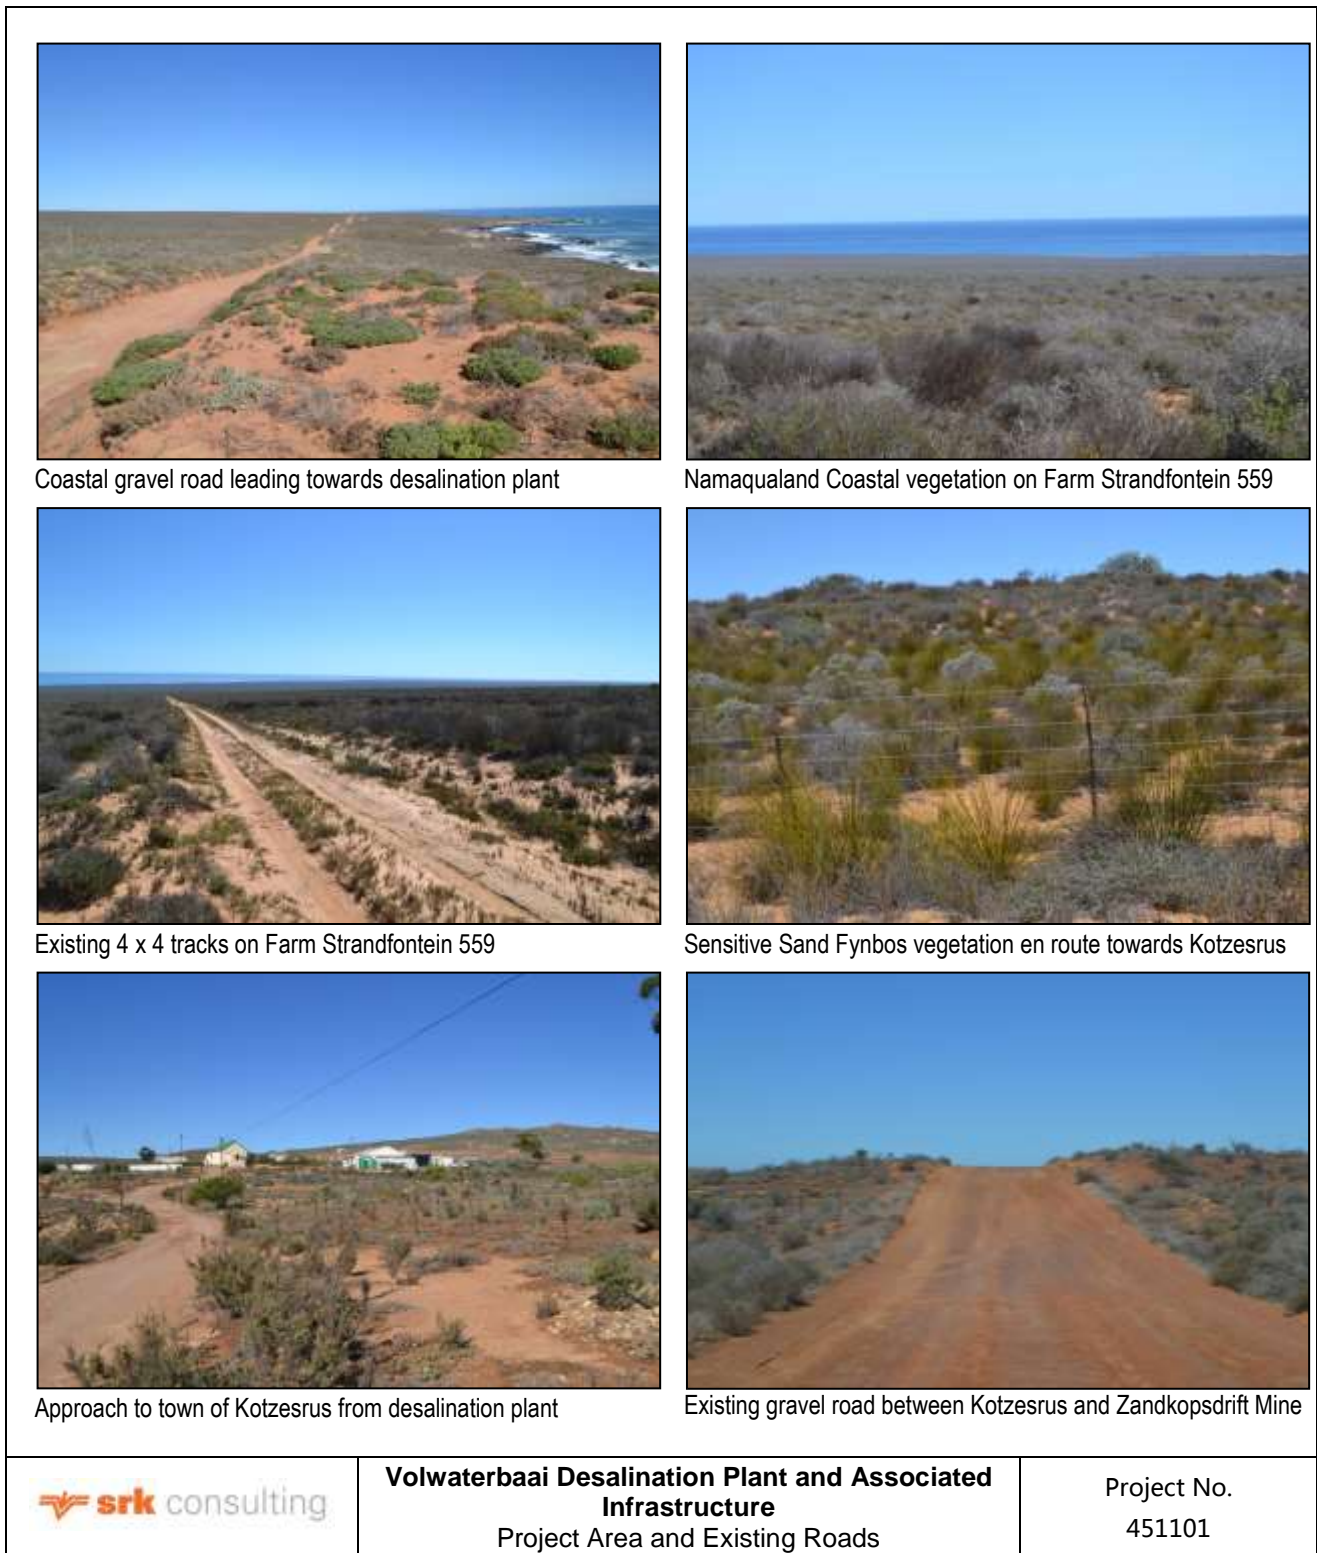 Coastal gravel road leading towards desalination plant
Namaqualand Coastal vegetation on Farm Strandfontein 559
Existing 4 x 4 tracks on Farm Strandfontein 559
Sensitive Sand Fynbos vegetation en route towards Kotzesrus
Approach to town of Kotzesrus from desalination plant
Existing gravel road between Kotzesrus and Zandkopsdrift Mine
srk consulting
Volwaterbaai Desalination Plant and Associated
Infrastructure
Project Area and Existing Roads
Project No.
451101